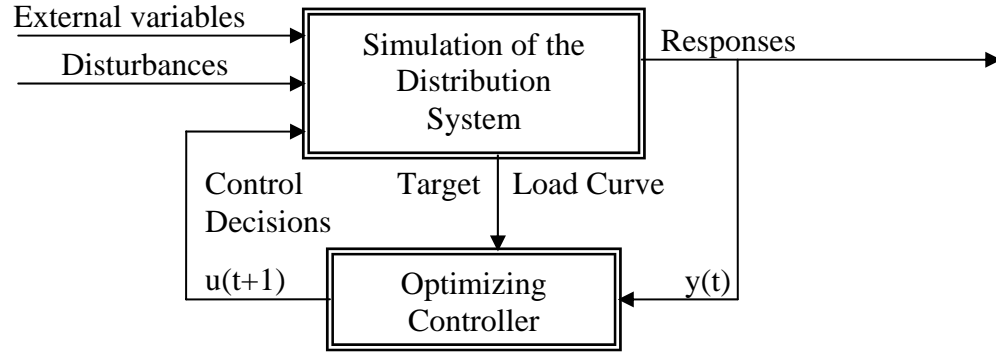 External variables
Disturbances
Simulation of the
Distribution
System
Responses
Control
Decisions
Target Load Curve
u(t+1)
Optimizing
Controller
y(t)